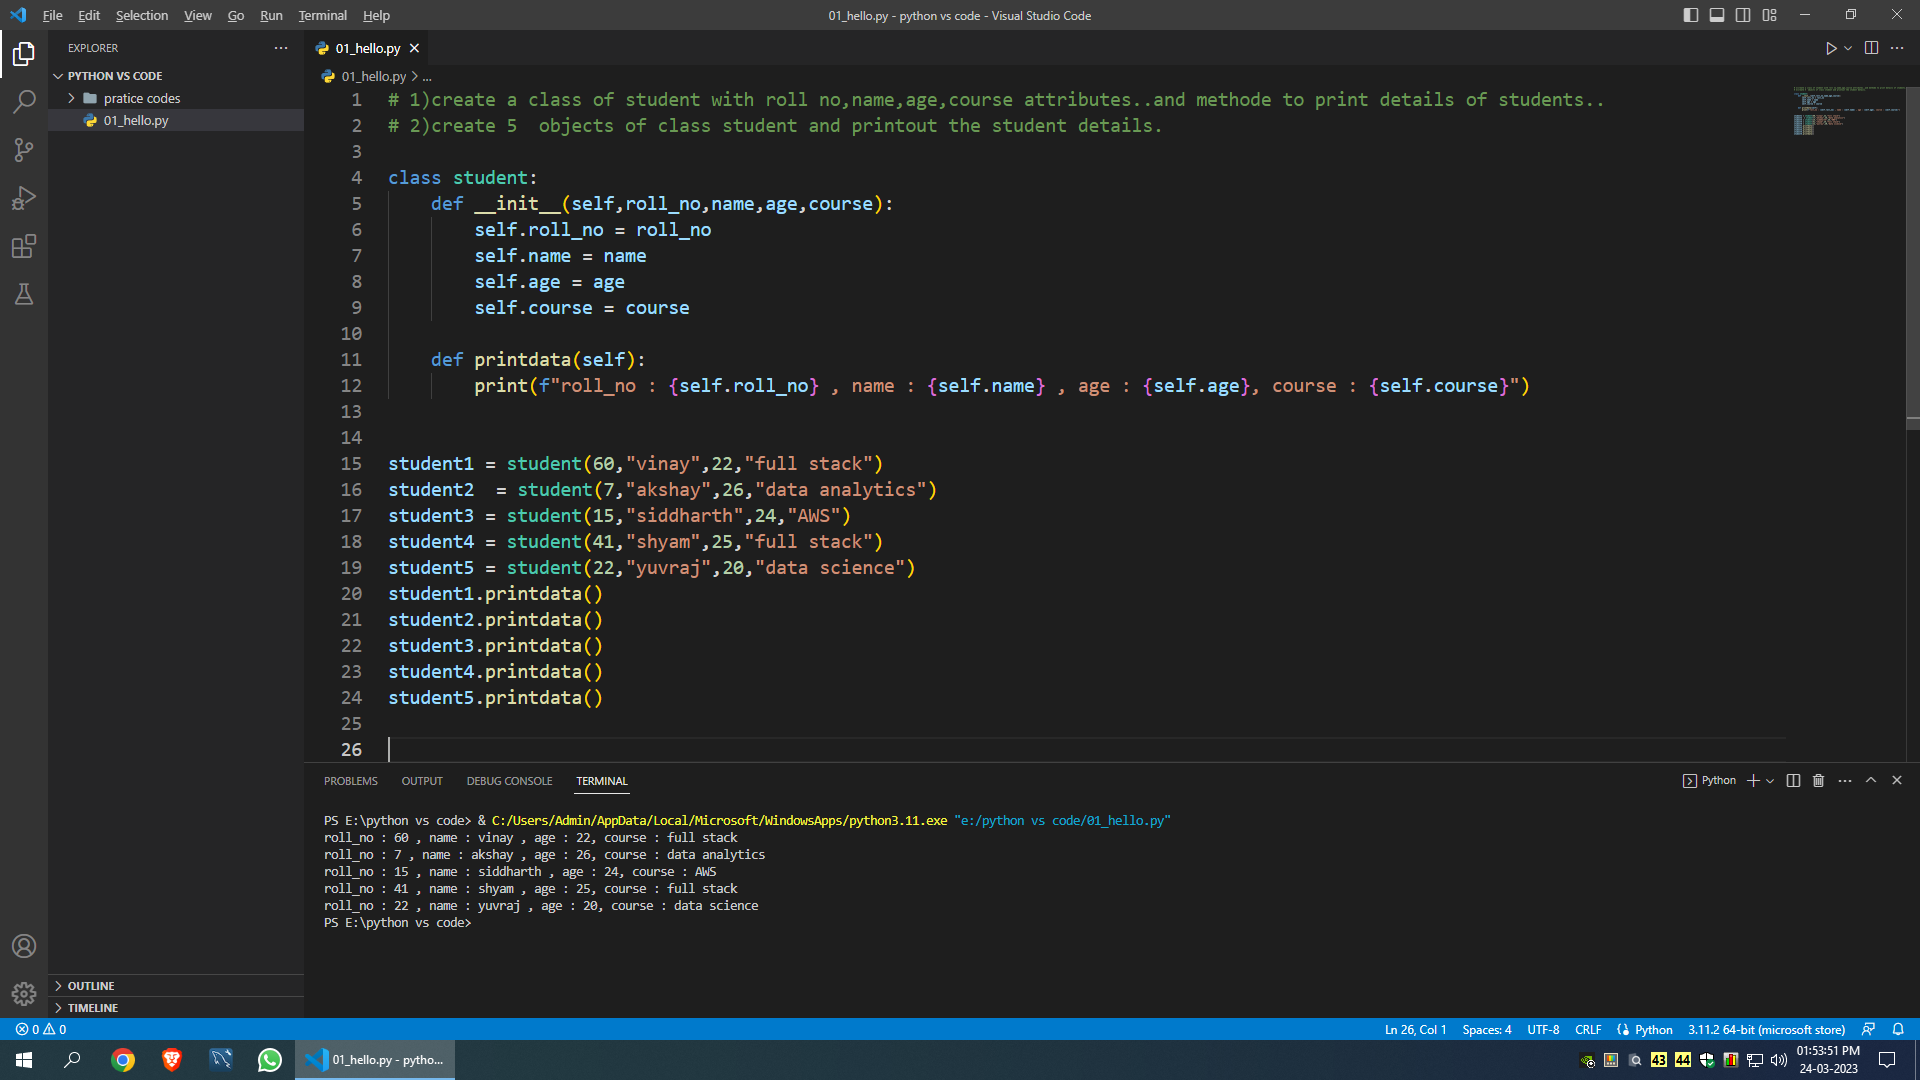 File Edit Selection View Go Run Terminal Help
01_hello.py - python vs code - Visual Studio Code
EXPLORER
PYTHON VS CODE
pratice codes
01_hello.py
OUTLINE
TIMELINE
01_hello.py
01_hello.py > ...
1 # 1)create a class of student with roll no,name,age,course attributes..and methode to print details of students..
2 # 2)create 5  objects of class student and printout the student details.
3
4 class student:
5     def __init__(self,roll_no,name,age,course):
6         self.roll_no = roll_no
7         self.name = name
8         self.age = age
9         self.course = course
10
11     def printdata(self):
12         print(f"roll_no : {self.roll_no} , name : {self.name} , age : {self.age}, course : {self.course}")
13
14
15 student1 = student(60,"vinay",22,"full stack")
16 student2  = student(7,"akshay",26,"data analytics")
17 student3 = student(15,"siddharth",24,"AWS")
18 student4 = student(41,"shyam",25,"full stack")
19 student5 = student(22,"yuvraj",20,"data science")
20 student1.printdata()
21 student2.printdata()
22 student3.printdata()
23 student4.printdata()
24 student5.printdata()
25
26
PROBLEMS OUTPUT DEBUG CONSOLE TERMINAL
Python
PS E:\python vs code> & C:/Users/Admin/AppData/Local/Microsoft/WindowsApps/python3.11.exe "e:/python vs code/01_hello.py"
roll_no : 60 , name : vinay , age : 22, course : full stack
roll_no : 7 , name : akshay , age : 26, course : data analytics
roll_no : 15 , name : siddharth , age : 24, course : AWS
roll_no : 41 , name : shyam , age : 25, course : full stack
roll_no : 22 , name : yuvraj , age : 20, course : data science
PS E:\python vs code>
0 0
Ln 26, Col 1 Spaces: 4 UTF-8 CRLF Python 3.11.2 64-bit (microsoft store)
01_hello.py - pytho...
43 44
01:53:51 PM
24-03-2023